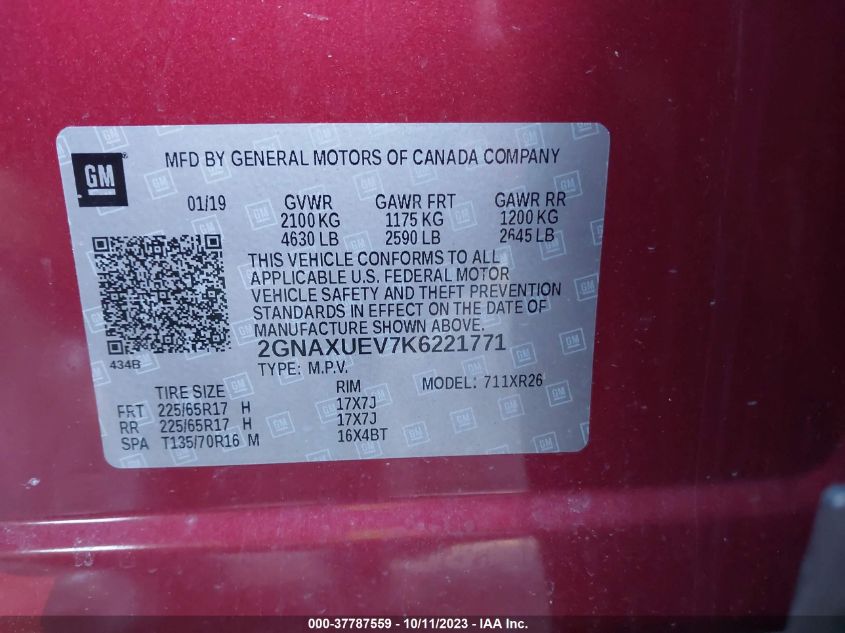 GM
MFD BY GENERAL MOTORS OF CANADA COMPANY
01/19 GVWR GAWR FRT GAWR RR
2100 KG 1175 KG 1200 KG
4630 LB 2590 LB 2645 LB
THIS VEHICLE CONFORMS TO ALL
APPLICABLE U.S. FEDERAL MOTOR
VEHICLE SAFETY AND THEFT PREVENTION
STANDARDS IN EFFECT ON THE DATE OF
MANUFACTURE SHOWN ABOVE.
2GNAXUEV7K6221771
434B
TYPE: M.P.V. MODEL: 711XR26
TIRE SIZE RIM
FRT 225/65R17 H 17X7J
RR 225/65R17 H 17X7J
SPA T135/70R16 M 16X4BT
000-37787559 - 10/11/2023 - IAA Inc.